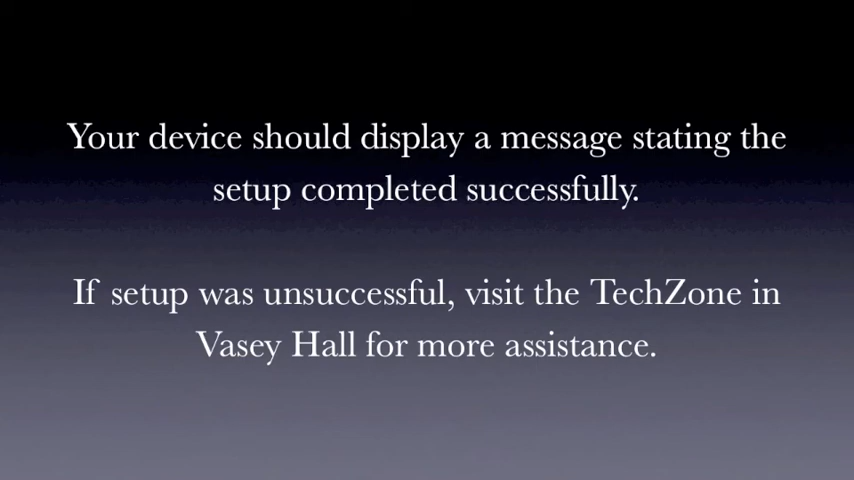 Your device should display a message stating the
setup completed successfully.
If setup was unsuccessful, visit the TechZone in
Vasey Hall for more assistance.